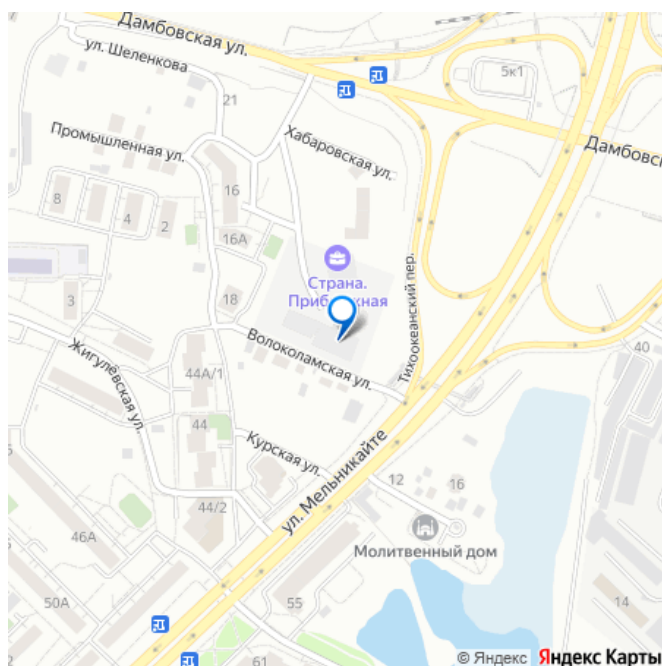 Дамбовская ул.
ул. Шеленкова
5к1
21
Дамбовск
Промышленная ул.
Хабаровская ул.
16
8
4
2
16А
Страна.
Прибрежная
3
18
Тихоокеанский пер.
Волоколамская ул.
40
Жигулёвская ул.
44А/1
44
Курская ул.
ул. Мельникайте
12
16
44/2
46А
Молитвенный дом
50А
55
14
61
© Яндекс Яндекс Карты